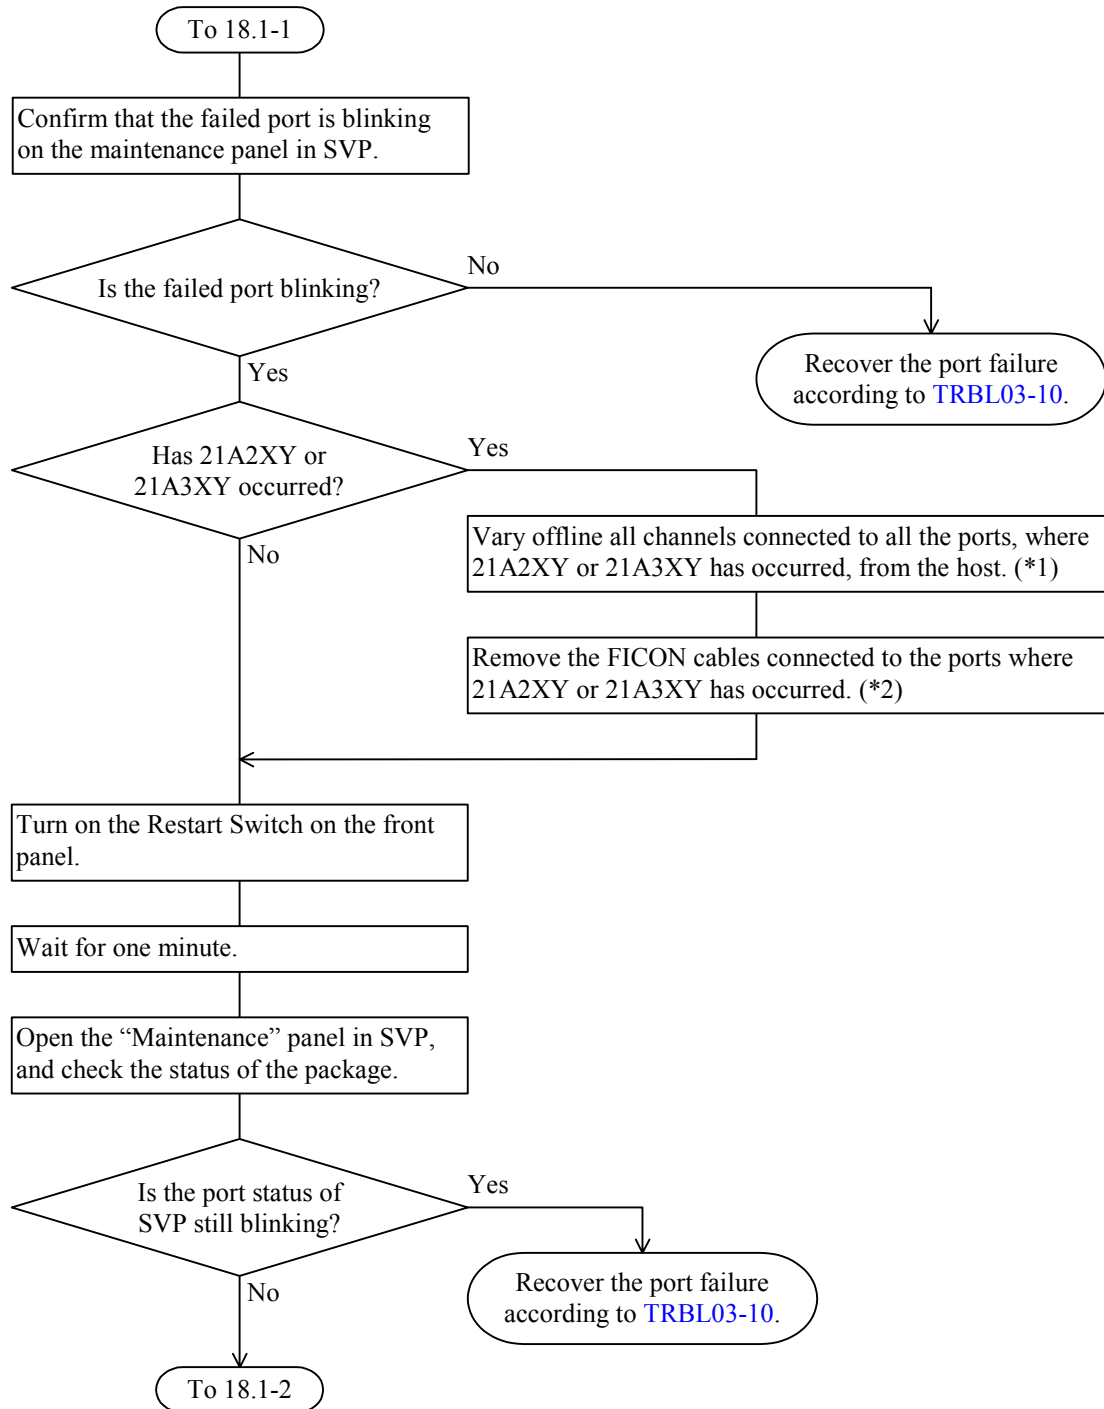 To 18.1-1
Confirm that the failed port is blinking
on the maintenance panel in SVP.
Is the failed port blinking?
No
Recover the port failure
according to TRBL03-10.
Yes
Has 21A2XY or
21A3XY occurred?
Yes
Vary offline all channels connected to all the ports, where
21A2XY or 21A3XY has occurred, from the host. (*1)
Remove the FICON cables connected to the ports where
21A2XY or 21A3XY has occurred. (*2)
No
Turn on the Restart Switch on the front
panel.
Wait for one minute.
Open the “Maintenance” panel in SVP,
and check the status of the package.
Is the port status of
SVP still blinking?
Yes
Recover the port failure
according to TRBL03-10.
No
To 18.1-2